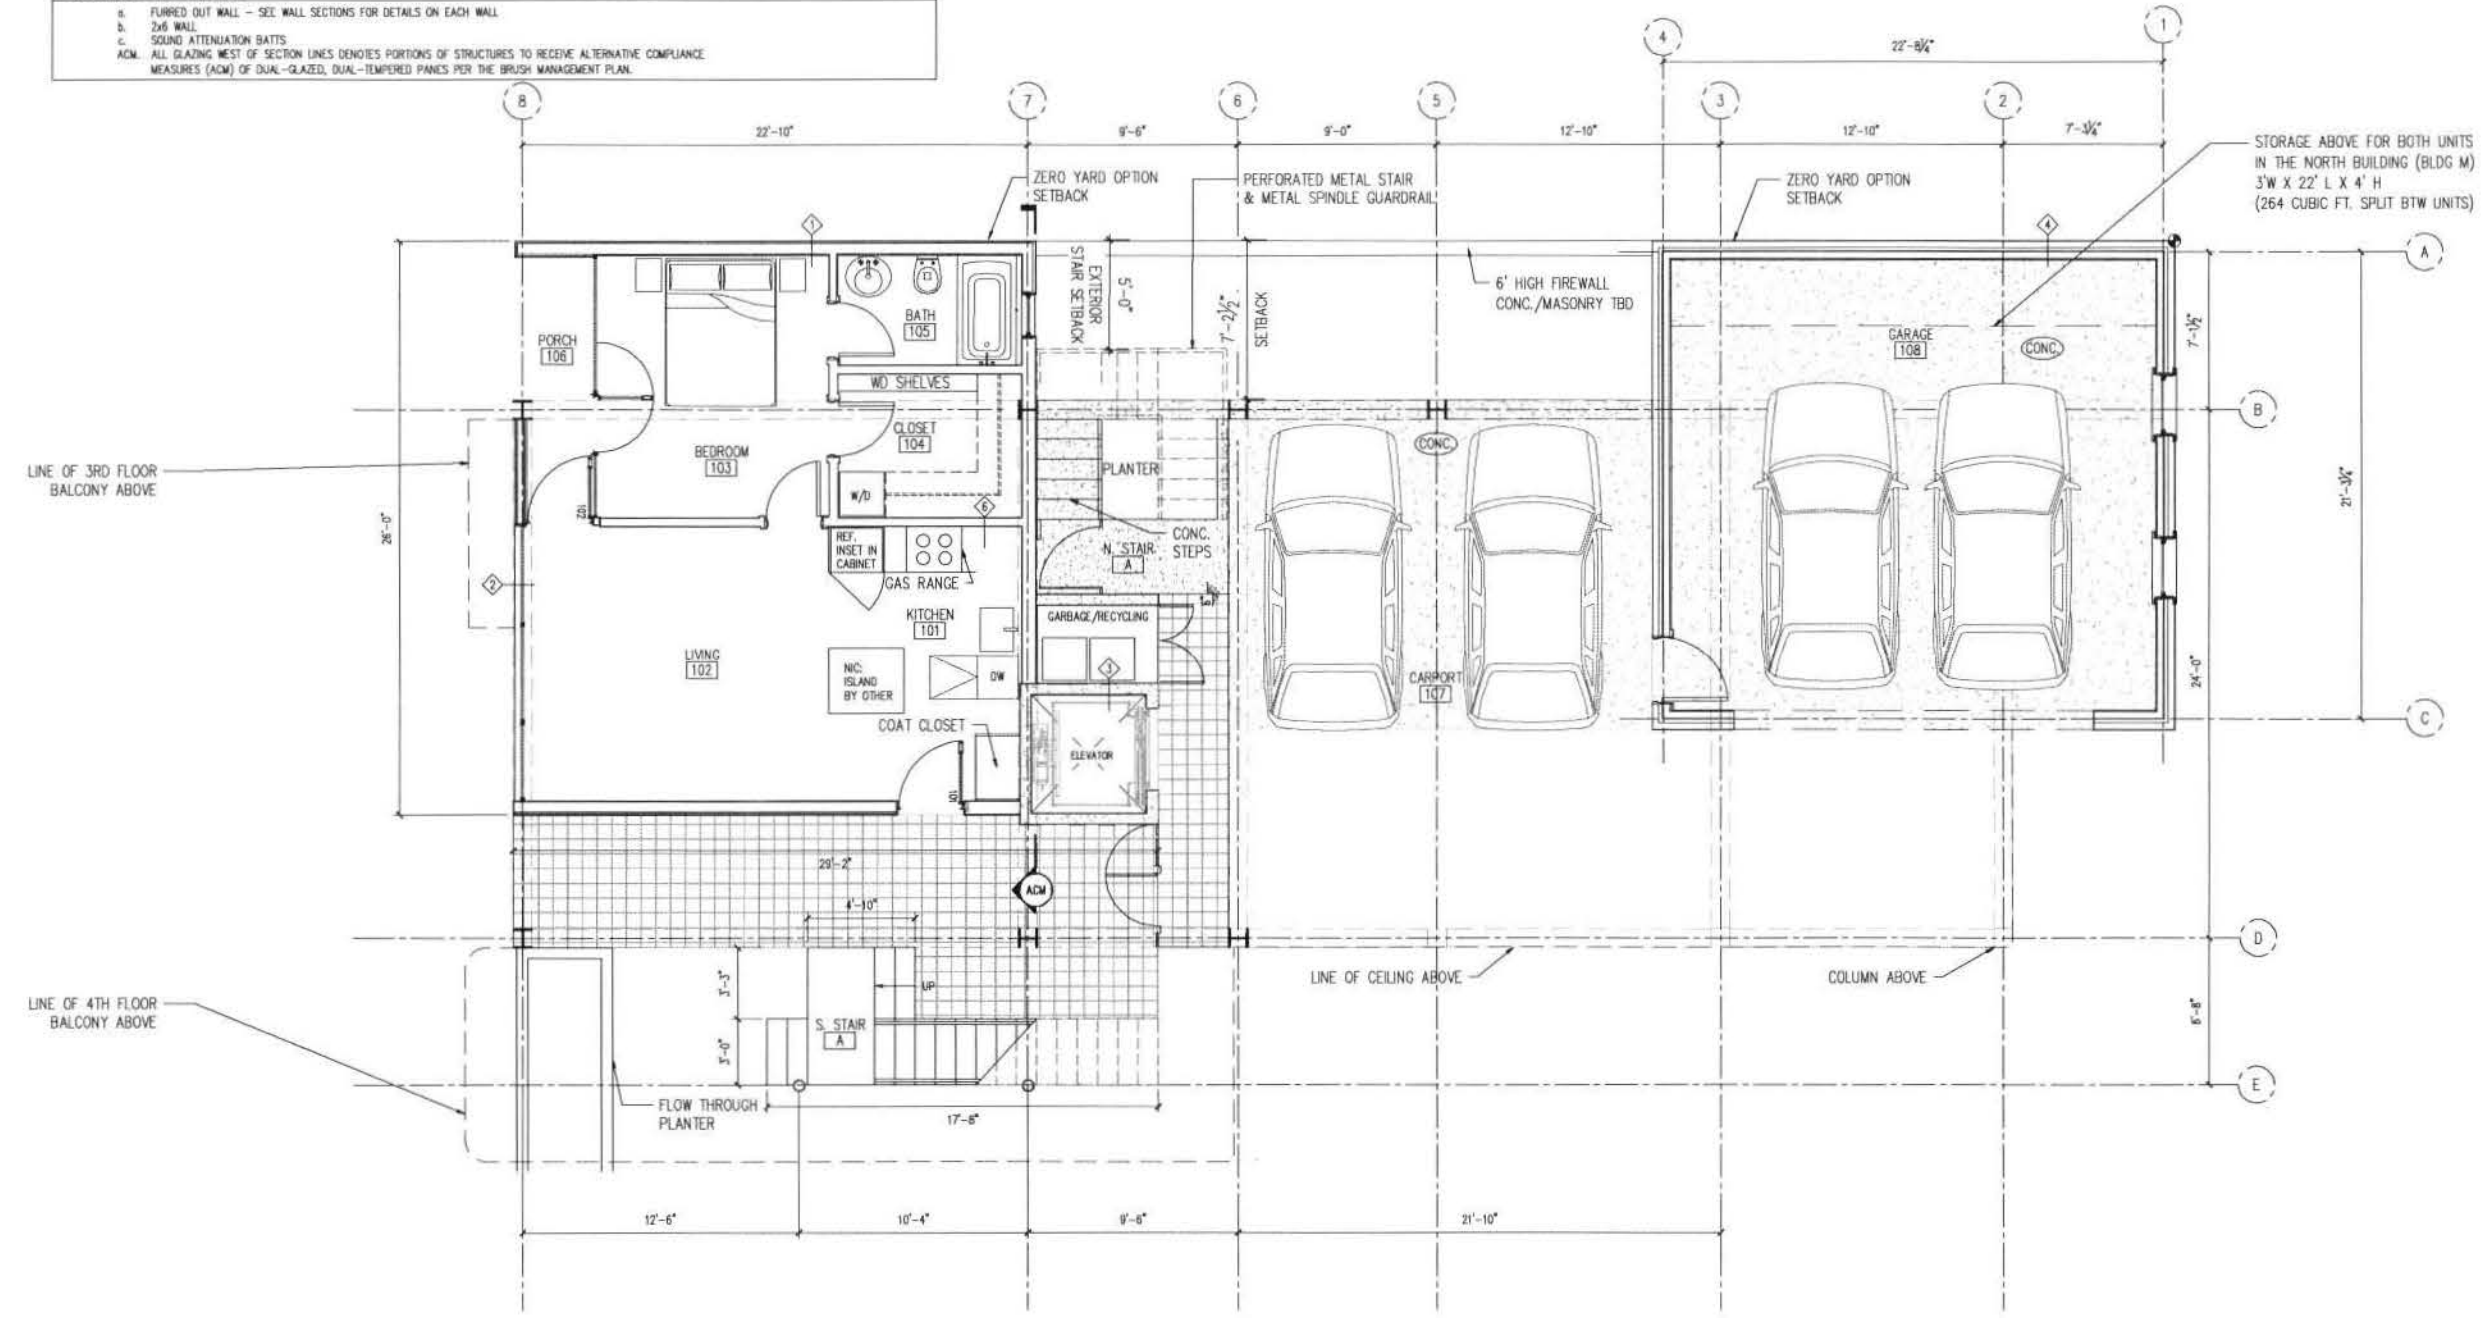 a. FURRED OUT WALL - SEE WALL SECTIONS FOR DETAILS ON EACH WALL
b. 2x6 WALL
c. SOUND ATTENUATION BATTS
ACM. ALL GLAZING WEST OF SECTION LINES DENOTES PORTIONS OF STRUCTURES TO RECEIVE ALTERNATIVE COMPLIANCE
MEASURES (ACM) OF DUAL-GLAZED, DUAL-TEMPERED PANES PER THE BRUSH MANAGEMENT PLAN.
4
22'-8¼"
1
8
7
6
5
3
2
22'-10"
9'-6"
9'-0"
12'-10"
12'-10"
7'-3¼"
STORAGE ABOVE FOR BOTH UNITS
IN THE NORTH BUILDING (BLDG M)
3'W X 22' L X 4' H
(264 CUBIC FT. SPLIT BTW UNITS)
ZERO YARD OPTION
SETBACK
PERFORATED METAL STAIR
& METAL SPINDLE GUARDRAIL
ZERO YARD OPTION
SETBACK
1
4
A
EXTERIOR
STAIR SETBACK
5'-0"
7'-2½"
SETBACK
6' HIGH FIREWALL
CONC./MASONRY TBD
BATH
105
PORCH
106
GARAGE
108
CONC.
7'-1½"
WD SHELVES
B
CLOSET
104
BEDROOM
103
CONC.
LINE OF 3RD FLOOR
BALCONY ABOVE
PLANTER
W/D
6
102
26'-0"
21'-3¼"
REF.
INSET IN
CABINET
GAS RANGE
CONC.
STEPS
N. STAIR
A
2
KITCHEN
101
GARBAGE/RECYCLING
LIVING
102
NIC:
ISLAND
BY OTHER
DW
3
CARPORT
107
24'-0"
C
COAT CLOSET
ELEVATOR
101
29'-2"
ACM
4'-10"
D
LINE OF CEILING ABOVE
COLUMN ABOVE
3'-3"
UP
LINE OF 4TH FLOOR
BALCONY ABOVE
S. STAIR
A
3'-0"
6'-8"
E
FLOW THROUGH
PLANTER
17'-8"
12'-6"
10'-4"
9'-6"
21'-10"